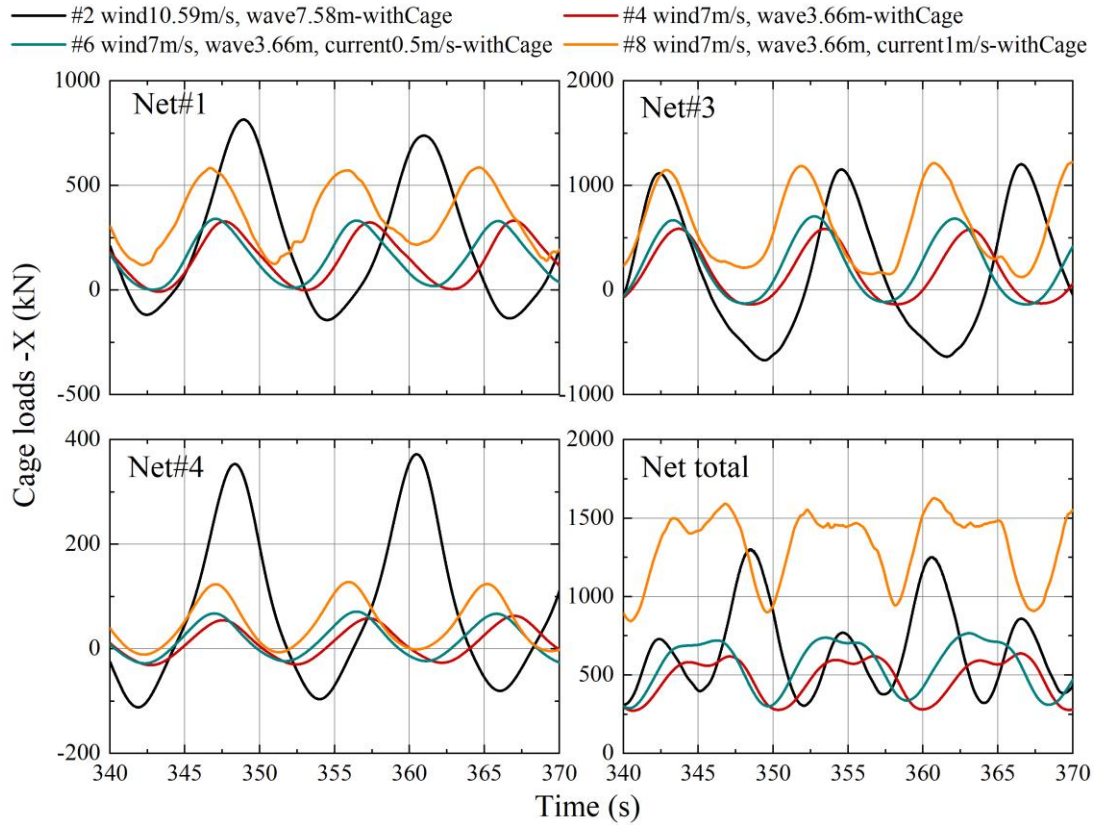 #2 wind10.59m/s, wave7.58m-withCage #4 wind7m/s, wave3.66m-withCage
#6 wind7m/s, wave3.66m, current0.5m/s-withCage #8 wind7m/s, wave3.66m, current1m/s-withCage
Cage loads -X (kN)
Net#1
1000
500
0
-500
Net#3
2000
1000
0
-1000
Net#4
400
200
0
-200
340 345 350 355 360 365 370
Net total
2000
1500
1000
500
0
340 345 350 355 360 365 370
Time (s)